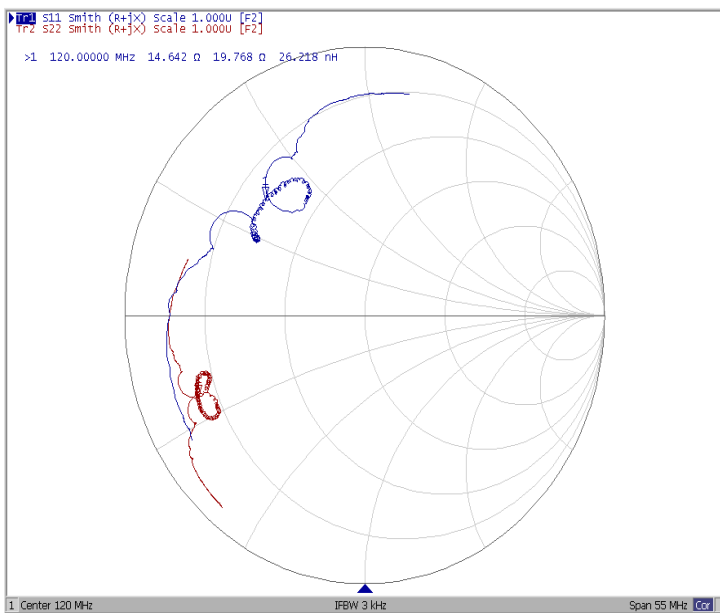 Tr1 S11 Smith (R+jX) Scale 1.000U [F2]
Tr2 S22 Smith (R+jX) Scale 1.000U [F2]
>1 120.00000 MHz 14.642 Ω 19.768 Ω 26.218 nH
1 Center 120 MHz IFBW 3 kHz Span 55 MHz Cor